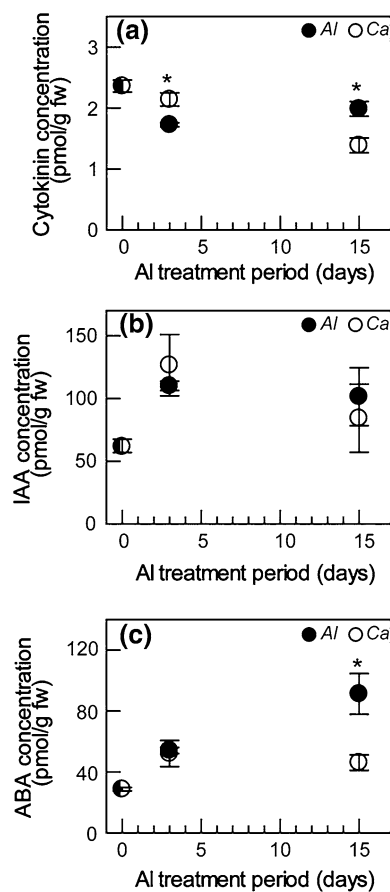 (a) ● Al ○ Ca
3
2
1
0
Cytokinin concentration
(pmol/g fw)
*
*
0 5 10 15
Al treatment period (days)
(b) ● Al ○ Ca
150
100
50
0
IAA concentration
(pmol/g fw)
0 5 10 15
Al treatment period (days)
(c) ● Al ○ Ca
120
80
40
0
ABA concentration
(pmol/g fw)
*
0 5 10 15
Al treatment period (days)